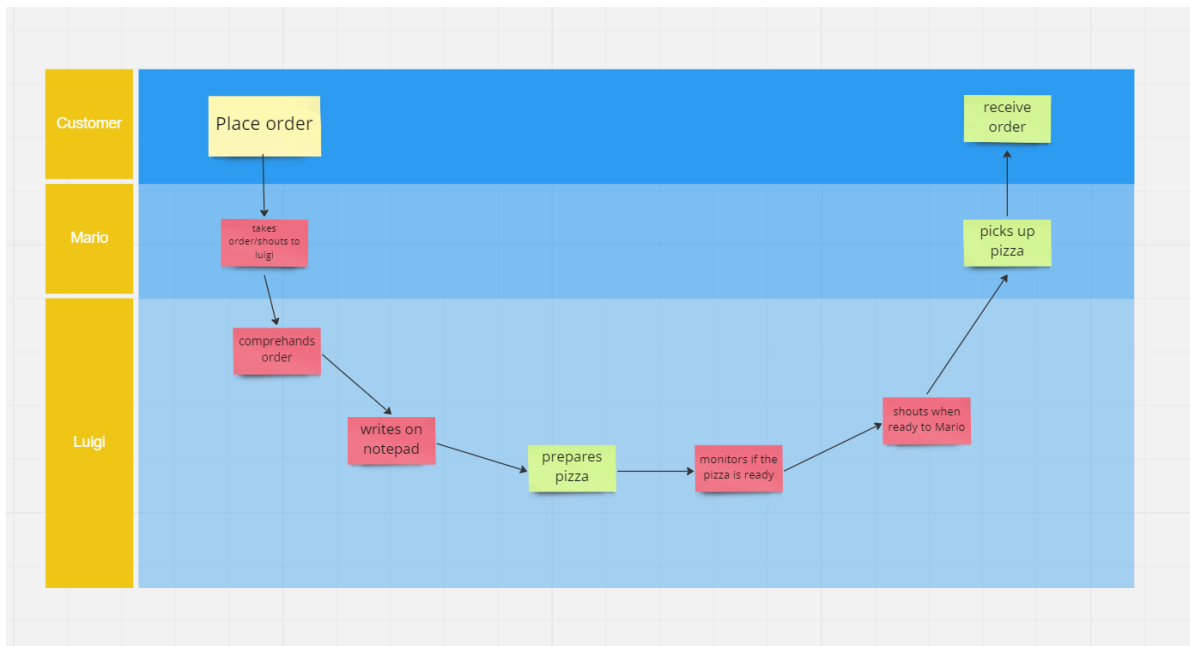 Customer
Place order
receive
order
Mario
takes
order/shouts to
luigi
picks up
pizza
Luigi
comprehands
order
writes on
notepad
prepares
pizza
monitors if the
pizza is ready
shouts when
ready to Mario